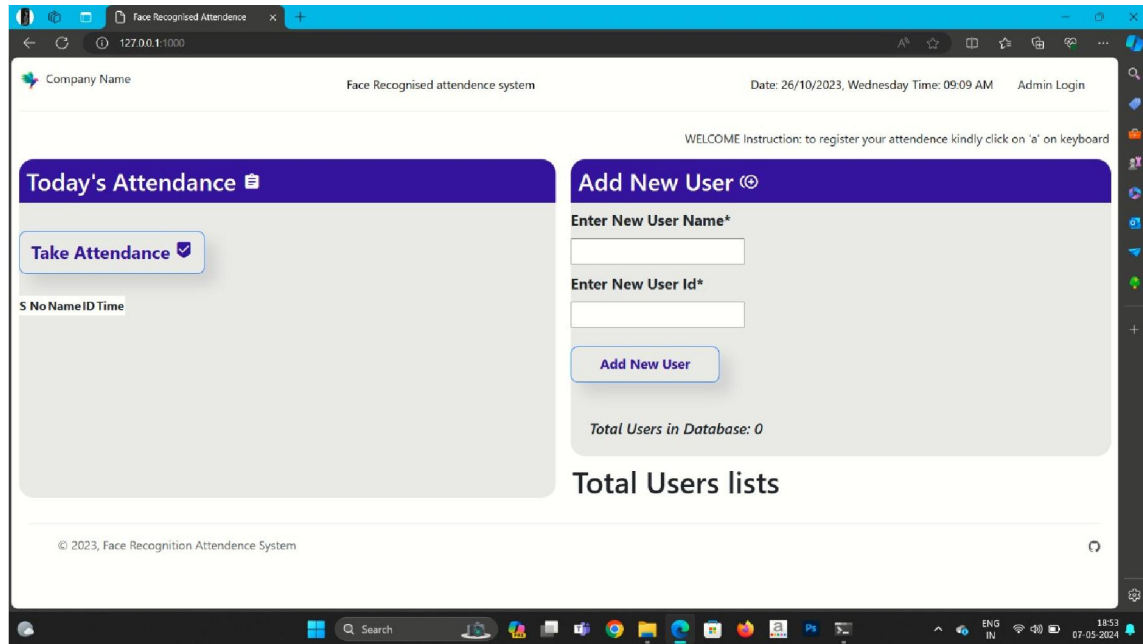 Face Recognised Attendence
127.0.0.1:1000
Company Name
Face Recognised attendence system
Date: 26/10/2023, Wednesday Time: 09:09 AM
Admin Login
WELCOME Instruction: to register your attendence kindly click on 'a' on keyboard
Today's Attendance
Take Attendance
S No Name ID Time
Add New User
Enter New User Name*
Enter New User Id*
Add New User
Total Users in Database: 0
Total Users lists
© 2023, Face Recognition Attendence System
Search
a
Ps
ENG
IN
18:53
07-05-2024